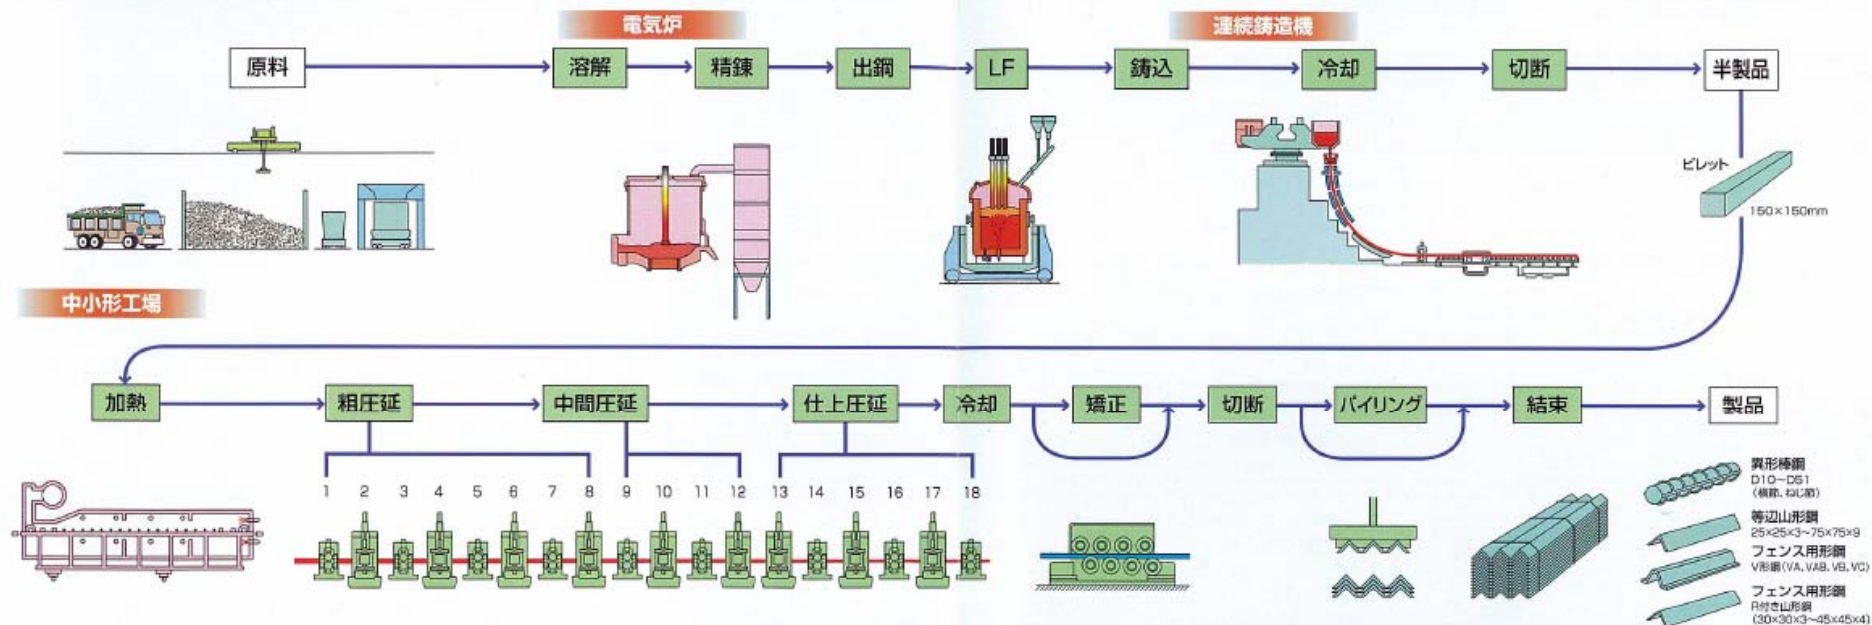 電気炉
連続鋳造機
原料
溶解
精錬
出鋼
LF
鋳込
冷却
切断
半製品
ビレット
150×150mm
中小形工場
加熱
粗圧延
中間圧延
仕上圧延
冷却
矯正
切断
パイリング
結束
製品
1 2 3 4 5 6 7 8 9 10 11 12 13 14 15 16 17 18
異形棒鋼
D10~D51
(横節、ねじ節)
等辺山形鋼
25×25×3~75×75×9
フェンス用形鋼
V形鋼(VA、VAB、VB、VC)
フェンス用形鋼
R付き山形鋼
(30×30×3~45×45×4)